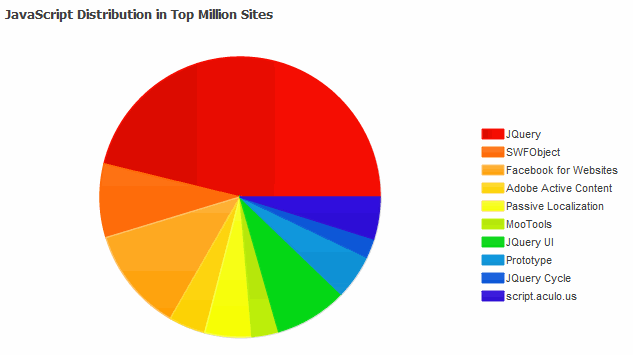 JavaScript Distribution in Top Million Sites
JQuery
SWFObject
Facebook for Websites
Adobe Active Content
Passive Localization
MooTools
JQuery UI
Prototype
JQuery Cycle
script.aculo.us